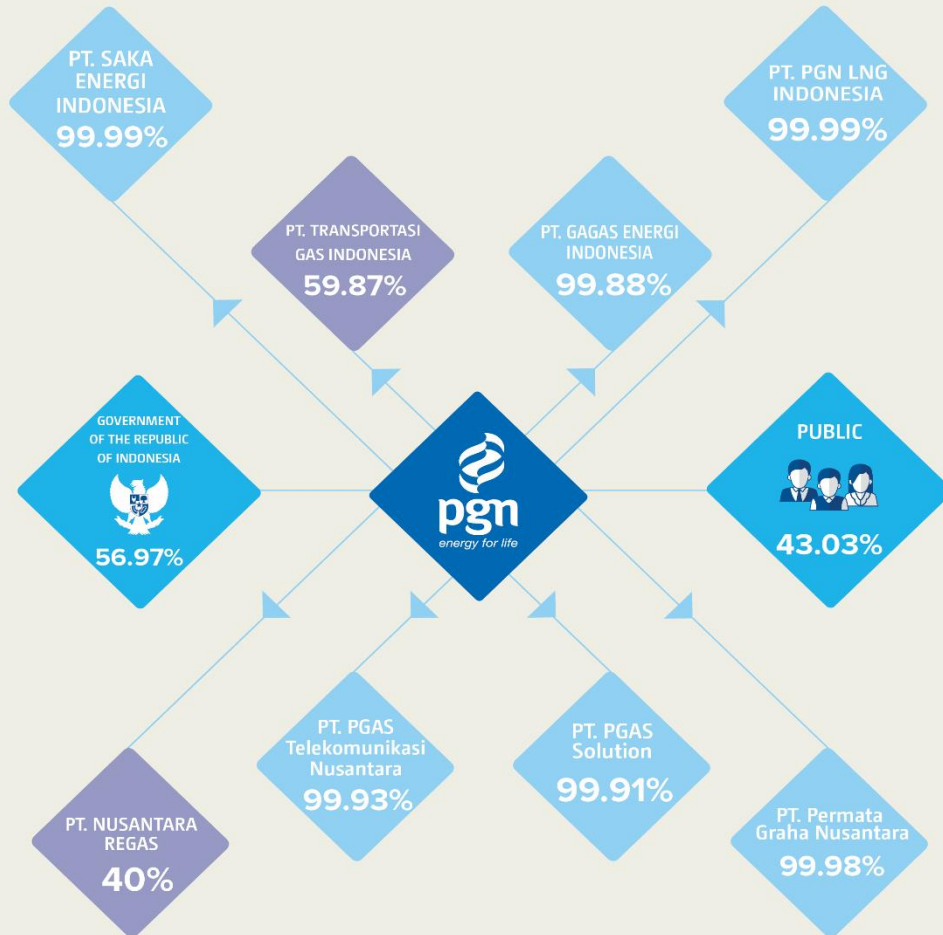 PT. SAKA
ENERGI
INDONESIA
99.99%
PT. PGN LNG
INDONESIA
99.99%
PT. TRANSPORTASI
GAS INDONESIA
59.87%
PT. GAGAS ENERGI
INDONESIA
99.88%
GOVERNMENT
OF THE REPUBLIC
OF INDONESIA
56.97%
pgn
energy for life
PUBLIC
43.03%
PT. NUSANTARA
REGAS
40%
PT. PGAS
Telekomunikasi
Nusantara
99.93%
PT. PGAS
Solution
99.91%
PT. Permata
Graha Nusantara
99.98%